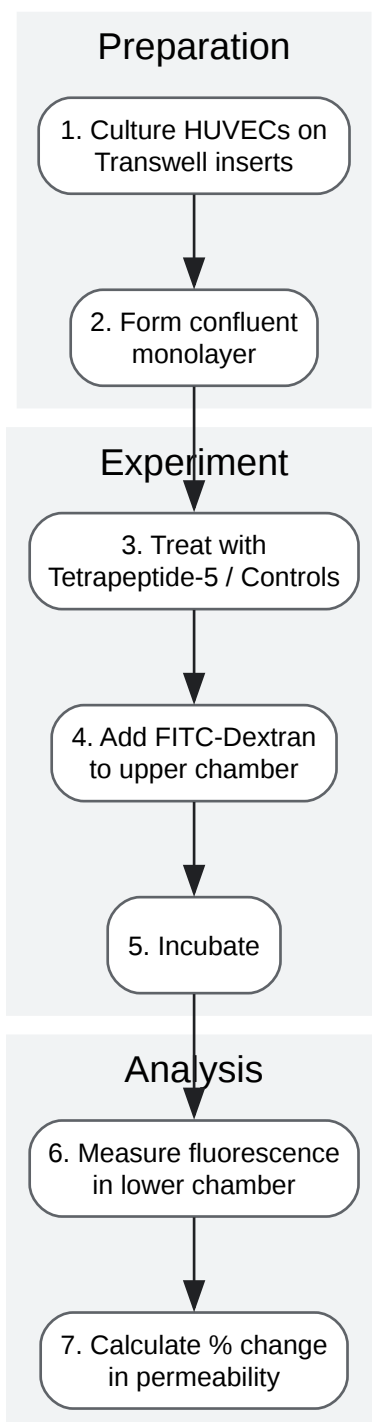 Preparation
1. Culture HUVECs on
Transwell inserts
2. Form confluent
monolayer
Experiment
3. Treat with
Tetrapeptide-5 / Controls
4. Add FITC-Dextran
to upper chamber
5. Incubate
Analysis
6. Measure fluorescence
in lower chamber
7. Calculate % change
in permeability